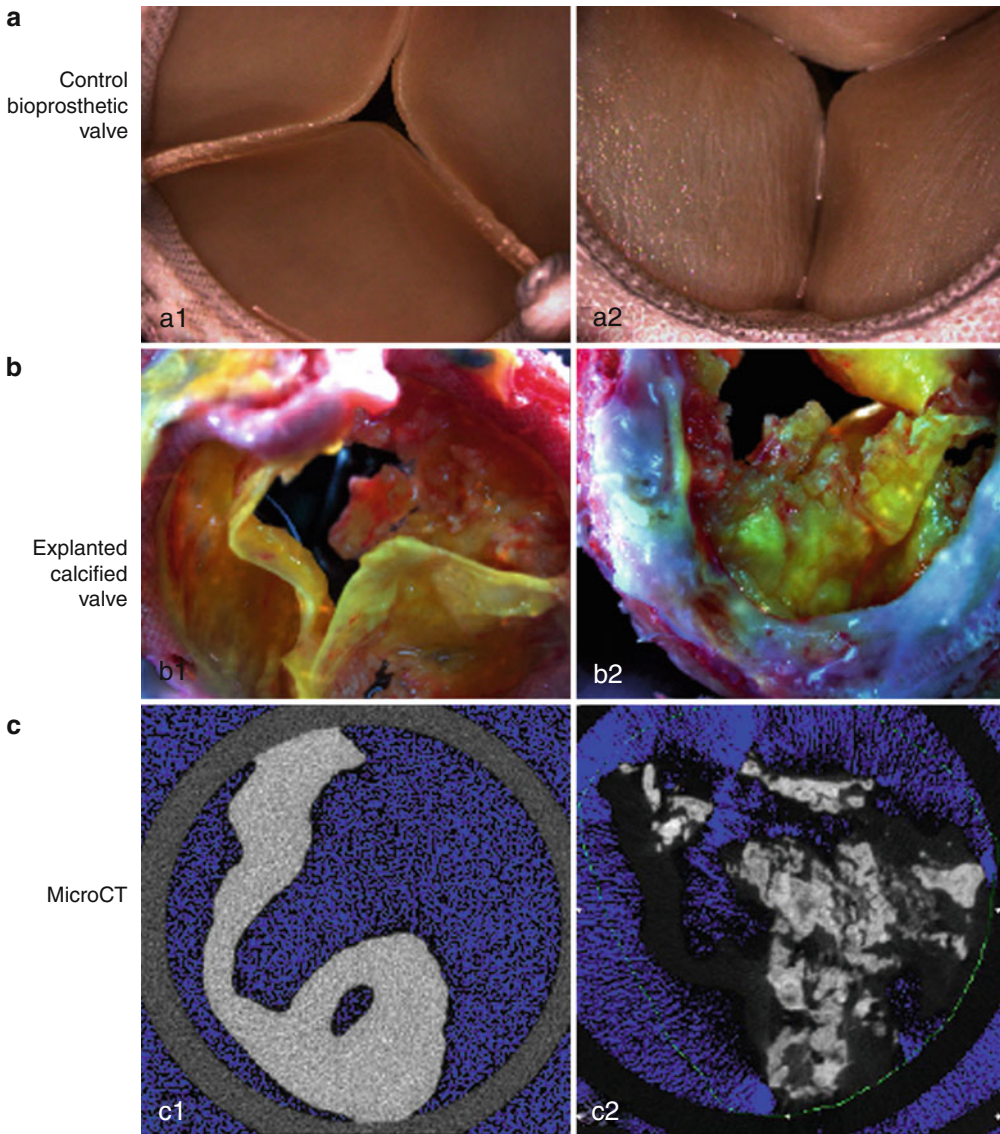 a
Control
bioprosthetic
valve
a1
a2
b
Explanted
calcified
valve
b1
b2
c
MicroCT
c1
c2